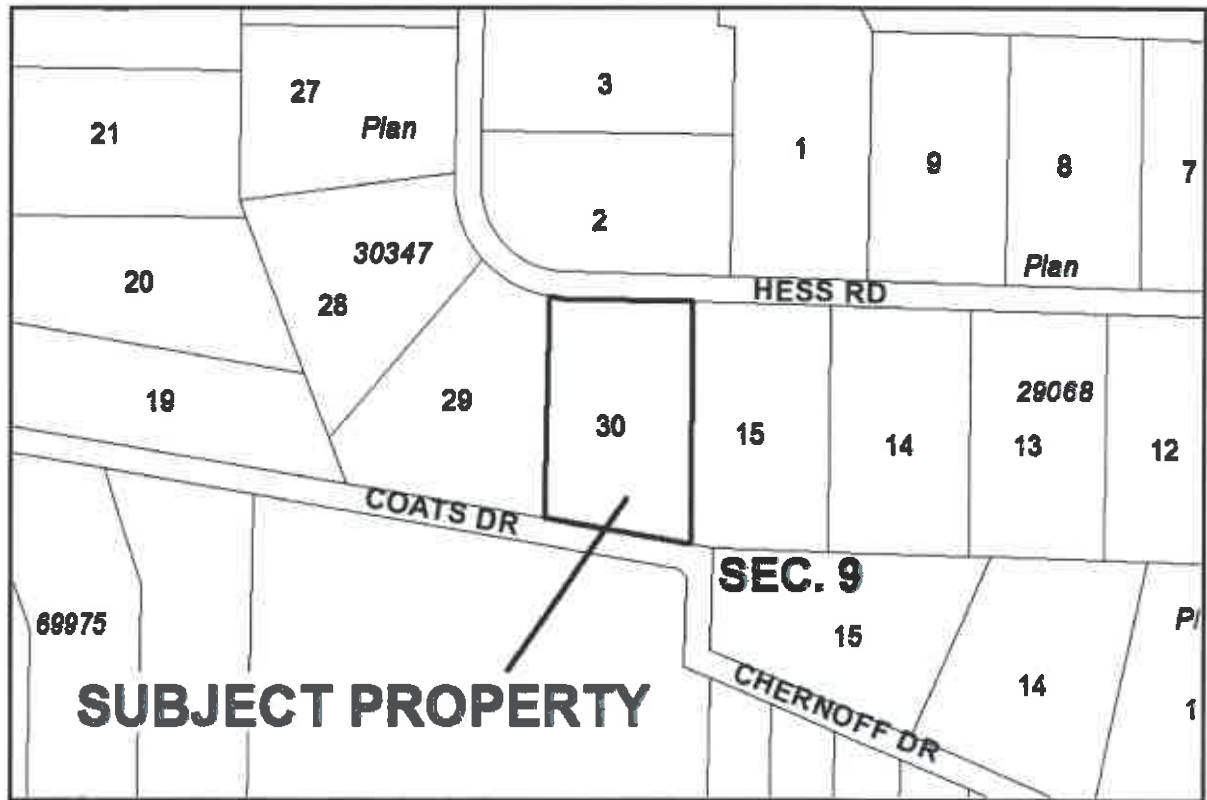 27
3
21
Plan
1
9
8
7
2
30347
20
Plan
28
HESS RD
19
29
30
15
14
29068
13
12
COATS DR
SEC. 9
69975
15
SUBJECT PROPERTY
14
CHERNOFF DR
Pl
1